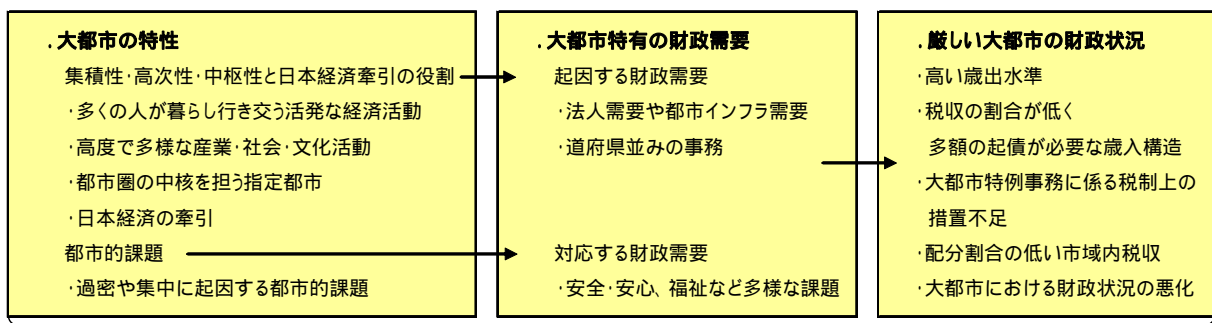 .大都市の特性
集積性・高次性・中枢性と日本経済牽引の役割
・多くの人が暮らし行き交う活発な経済活動
・高度で多様な産業・社会・文化活動
・都市圏の中核を担う指定都市
・日本経済の牽引
都市的課題
・過密や集中に起因する都市的課題
.大都市特有の財政需要
起因する財政需要
・法人需要や都市インフラ需要
・道府県並みの事務
対応する財政需要
・安全・安心、福祉など多様な課題
.厳しい大都市の財政状況
・高い歳出水準
・税収の割合が低く
多額の起債が必要な歳入構造
・大都市特例事務に係る税制上の
措置不足
・配分割合の低い市域内税収
・大都市における財政状況の悪化